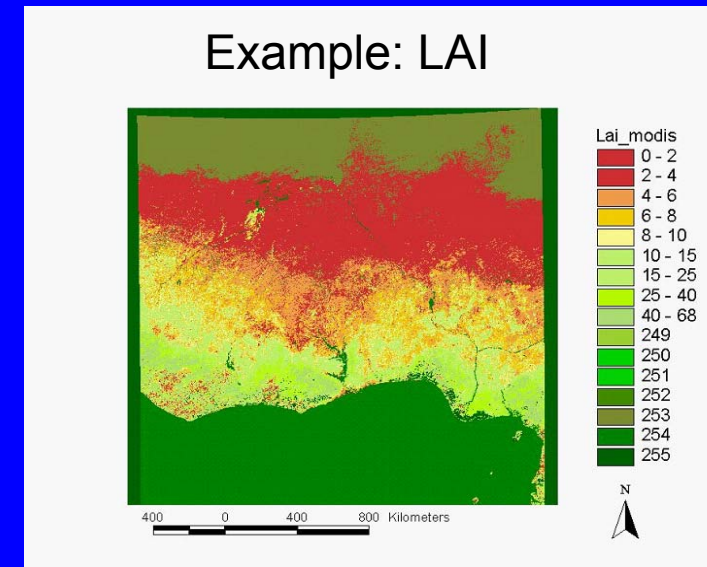 Example: LAI
Lai_modis
0 - 2
2 - 4
4 - 6
6 - 8
8 - 10
10 - 15
15 - 25
25 - 40
40 - 68
249
250
251
252
253
254
255
N
400 0 400 800 Kilometers